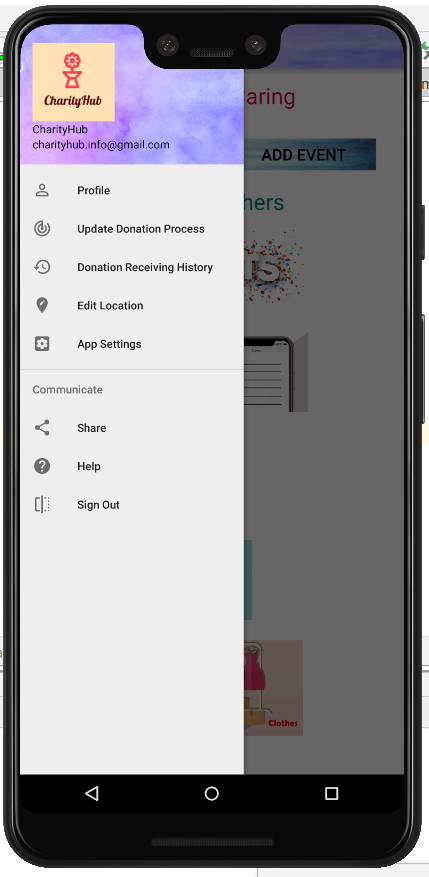 CharityHub
CharityHub
charityhub.info@gmail.com
aring
ADD EVENT
hers
Profile
Update Donation Process
Donation Receiving History
Edit Location
App Settings
Communicate
Share
Help
Sign Out
Clothes